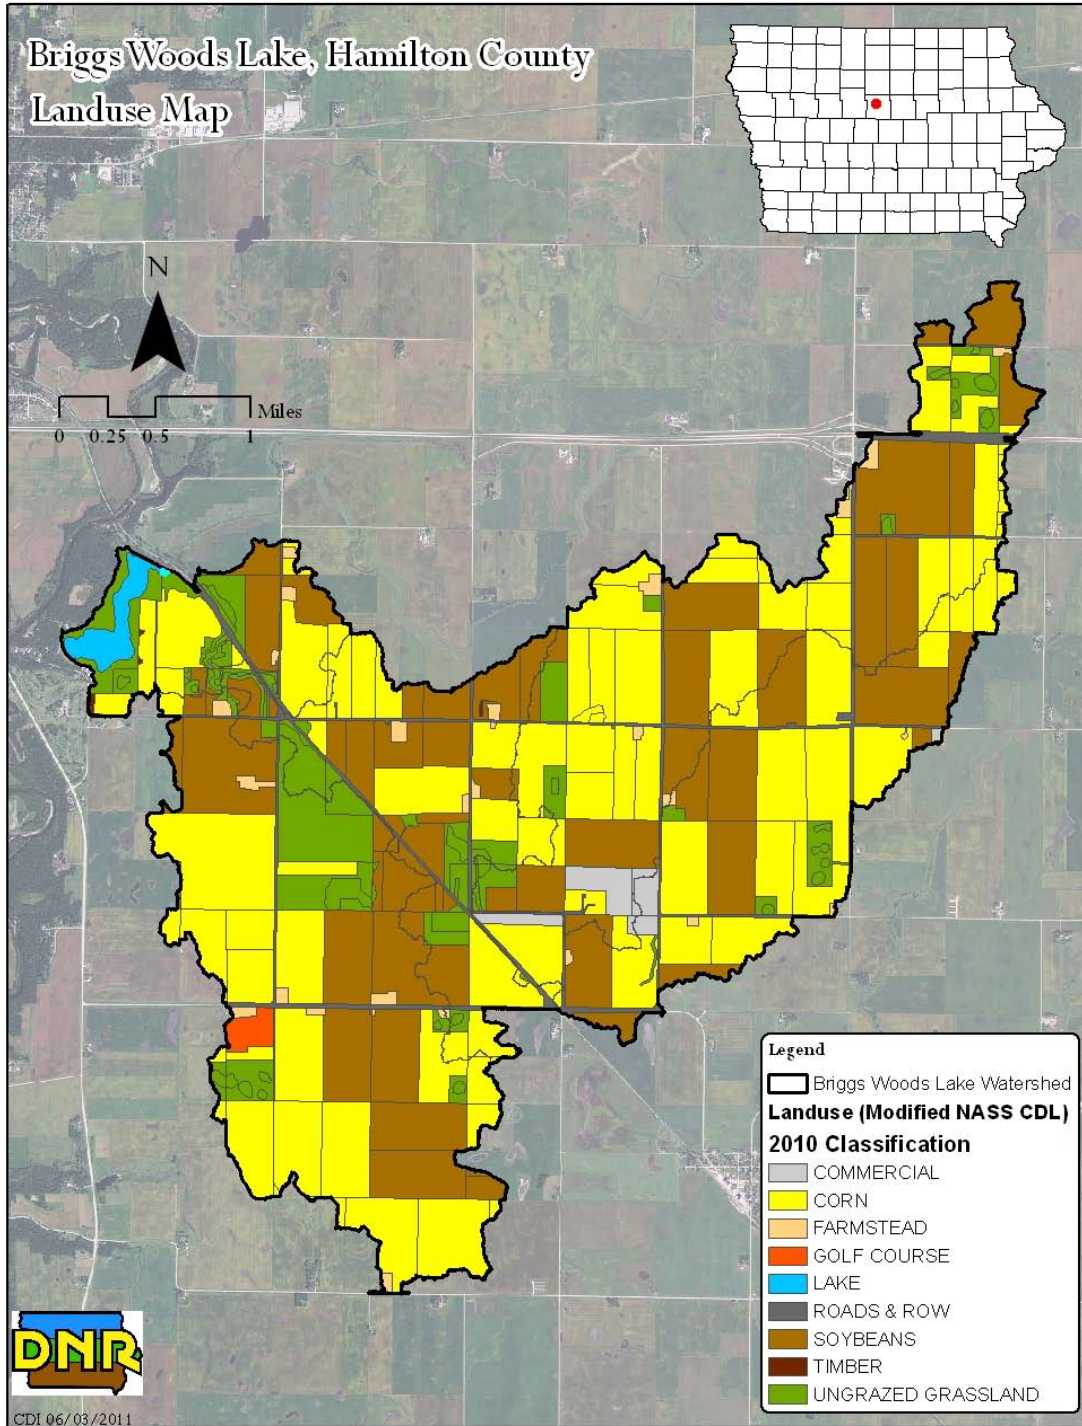 Briggs Woods Lake, Hamilton County
Landuse Map
N
Miles
0 0.25 0.5 1
Legend
Briggs Woods Lake Watershed
Landuse (Modified NASS CDL)
2010 Classification
COMMERCIAL
CORN
FARMSTEAD
GOLF COURSE
LAKE
ROADS & ROW
SOYBEANS
TIMBER
UNGRAZED GRASSLAND
DNR
CDI 06/03/2011